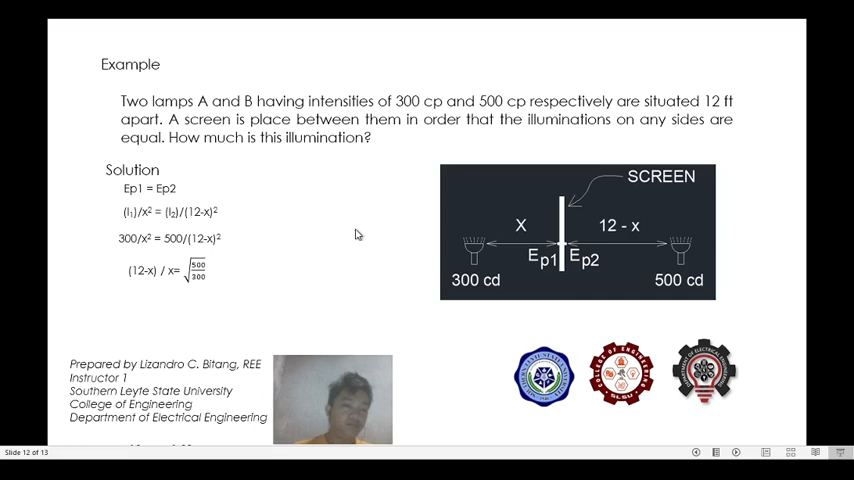 Example
Two lamps A and B having intensities of 300 cp and 500 cp respectively are situated 12 ft
apart. A screen is place between them in order that the illuminations on any sides are
equal. How much is this illumination?
Solution
Ep1 = Ep2
(I₁)/x² = (I₂)/(12-x)²
300/x² = 500/(12-x)²
(12-x) / x= √500/300
SCREEN
X
12 - x
Ep1
Ep2
300 cd
500 cd
Prepared by Lizandro C. Bitang, REE
Instructor 1
Southern Leyte State University
College of Engineering
Department of Electrical Engineering
COLLEGE OF ENGINEERING
SLSU
Slide 12 of 13